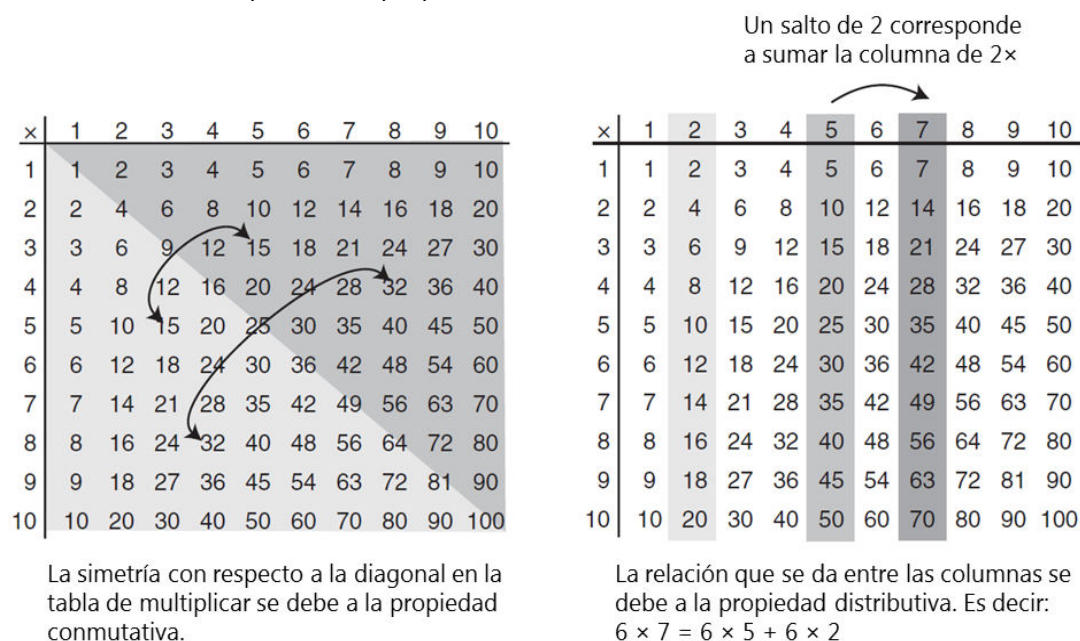 Un salto de 2 corresponde
a sumar la columna de 2×
× 1 2 3 4 5 6 7 8 9 10
1 1 2 3 4 5 6 7 8 9 10
2 2 4 6 8 10 12 14 16 18 20
3 3 6 9 12 15 18 21 24 27 30
4 4 8 12 16 20 24 28 32 36 40
5 5 10 15 20 25 30 35 40 45 50
6 6 12 18 24 30 36 42 48 54 60
7 7 14 21 28 35 42 49 56 63 70
8 8 16 24 32 40 48 56 64 72 80
9 9 18 27 36 45 54 63 72 81 90
10 10 20 30 40 50 60 70 80 90 100
La simetría con respecto a la diagonal en la
tabla de multiplicar se debe a la propiedad
conmutativa.
× 1 2 3 4 5 6 7 8 9 10
1 1 2 3 4 5 6 7 8 9 10
2 2 4 6 8 10 12 14 16 18 20
3 3 6 9 12 15 18 21 24 27 30
4 4 8 12 16 20 24 28 32 36 40
5 5 10 15 20 25 30 35 40 45 50
6 6 12 18 24 30 36 42 48 54 60
7 7 14 21 28 35 42 49 56 63 70
8 8 16 24 32 40 48 56 64 72 80
9 9 18 27 36 45 54 63 72 81 90
10 10 20 30 40 50 60 70 80 90 100
La relación que se da entre las columnas se
debe a la propiedad distributiva. Es decir:
6 × 7 = 6 × 5 + 6 × 2